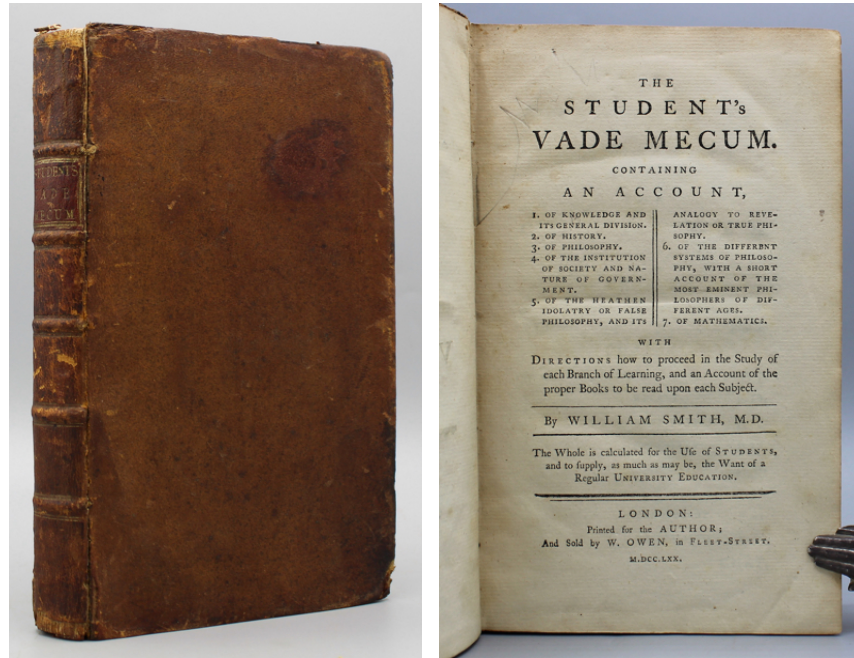 STUDENTS
VADE
MECUM
THE
STUDENT's
VADE MECUM.
CONTAINING
AN ACCOUNT,
1. OF KNOWLEDGE AND
ITS GENERAL DIVISION.
2. OF HISTORY.
3. OF PHILOSOPHY.
4. OF THE INSTITUTION
OF SOCIETY AND NA-
TURE OF GOVERN-
MENT.
5. OF THE HEATHEN
IDOLATRY OR FALSE
PHILOSOPHY, AND ITS
ANALOGY TO REVE-
LATION OR TRUE PHI-
SOPHY.
6. OF THE DIFFERENT
SYSTEMS OF PHILOSO-
PHY, WITH A SHORT
ACCOUNT OF THE
MOST EMINENT PHI-
LOSOPHERS OF DIF-
FERENT AGES.
7. OF MATHEMATICS.
WITH
DIRECTIONS how to proceed in the Study of
each Branch of Learning, and an Account of the
proper Books to be read upon each Subject.
By WILLIAM SMITH, M.D.
The Whole is calculated for the Uſe of STUDENTS,
and to ſupply, as much as may be, the Want of a
Regular UNIVERSITY EDUCATION.
LONDON:
Printed for the AUTHOR;
And Sold by W. OWEN, in FLEET-STREET.
M.DCC.LXX.